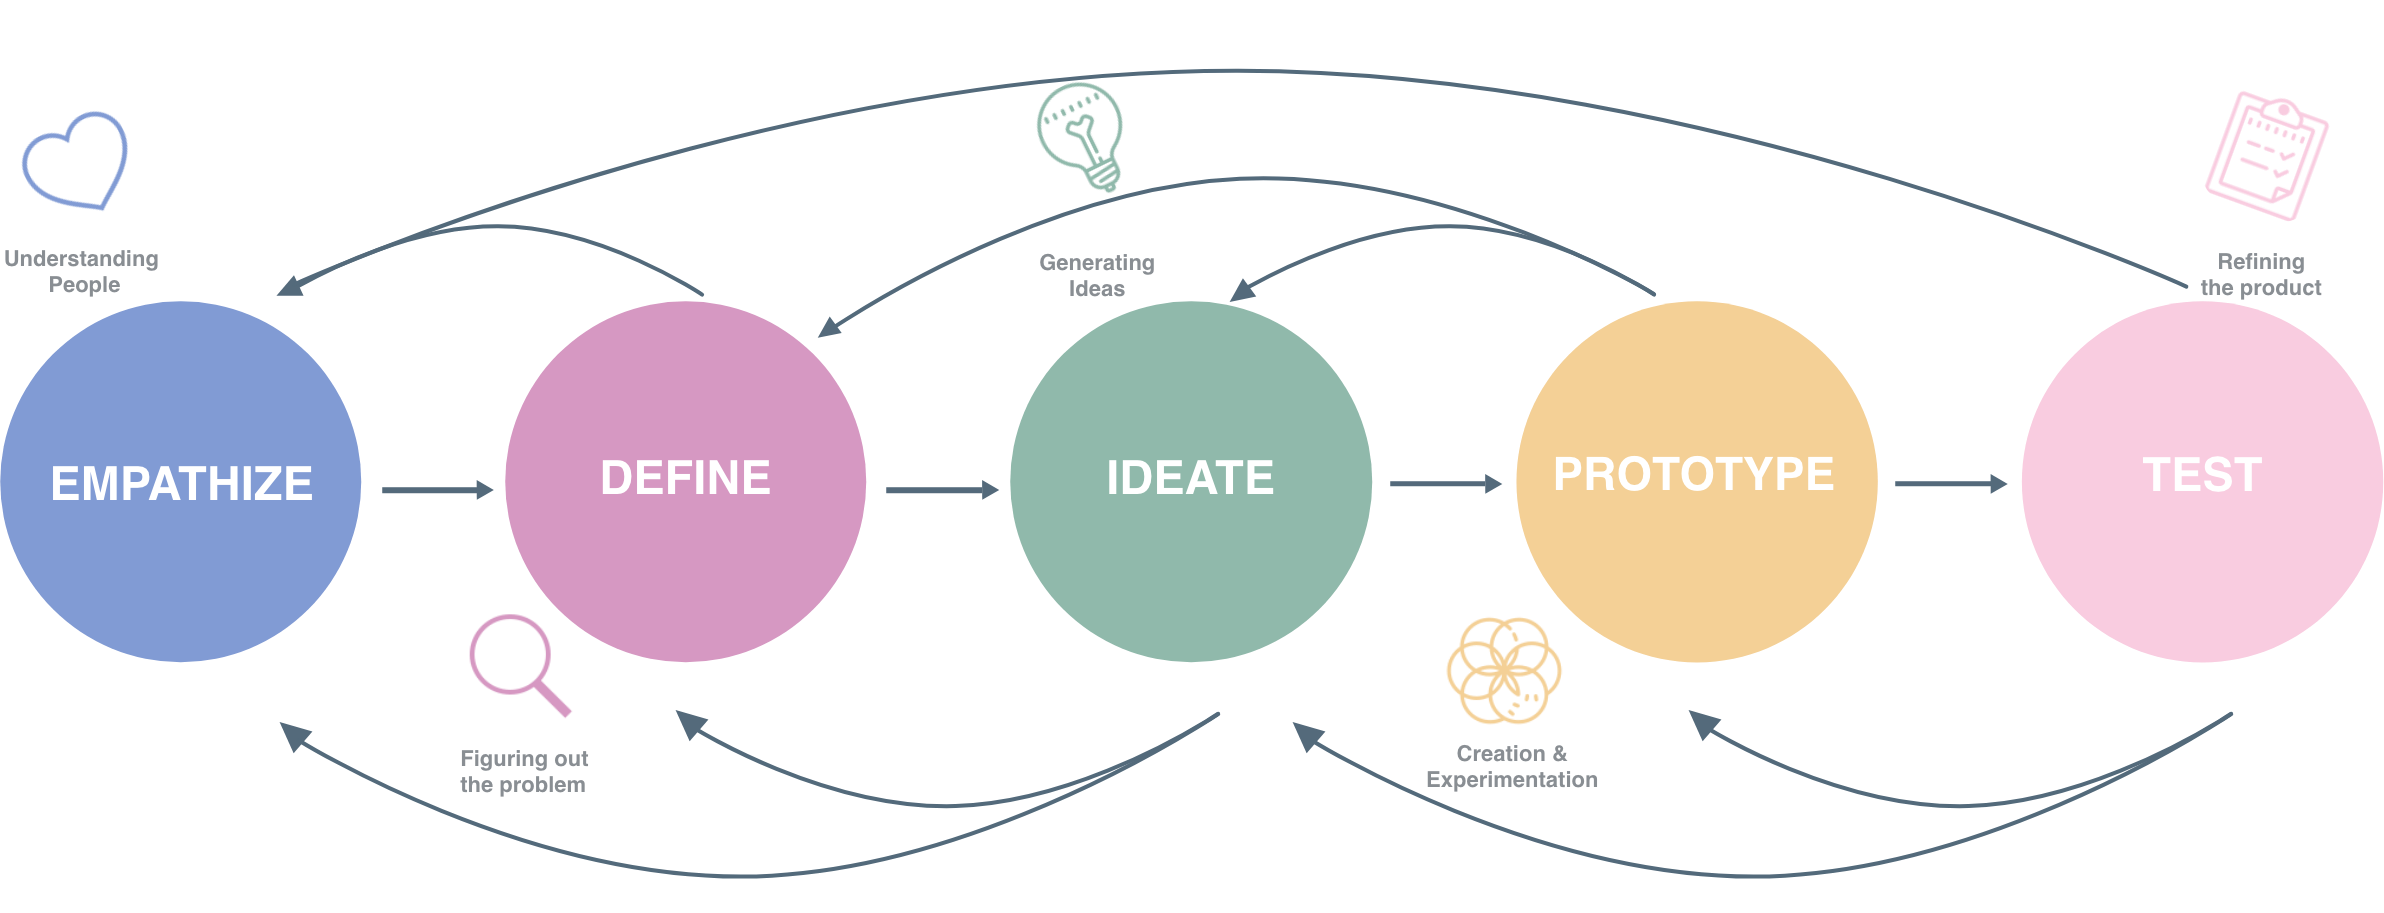 Understanding
People
EMPATHIZE
DEFINE
Figuring out
the problem
Generating
Ideas
IDEATE
PROTOTYPE
Creation &
Experimentation
Refining
the product
TEST